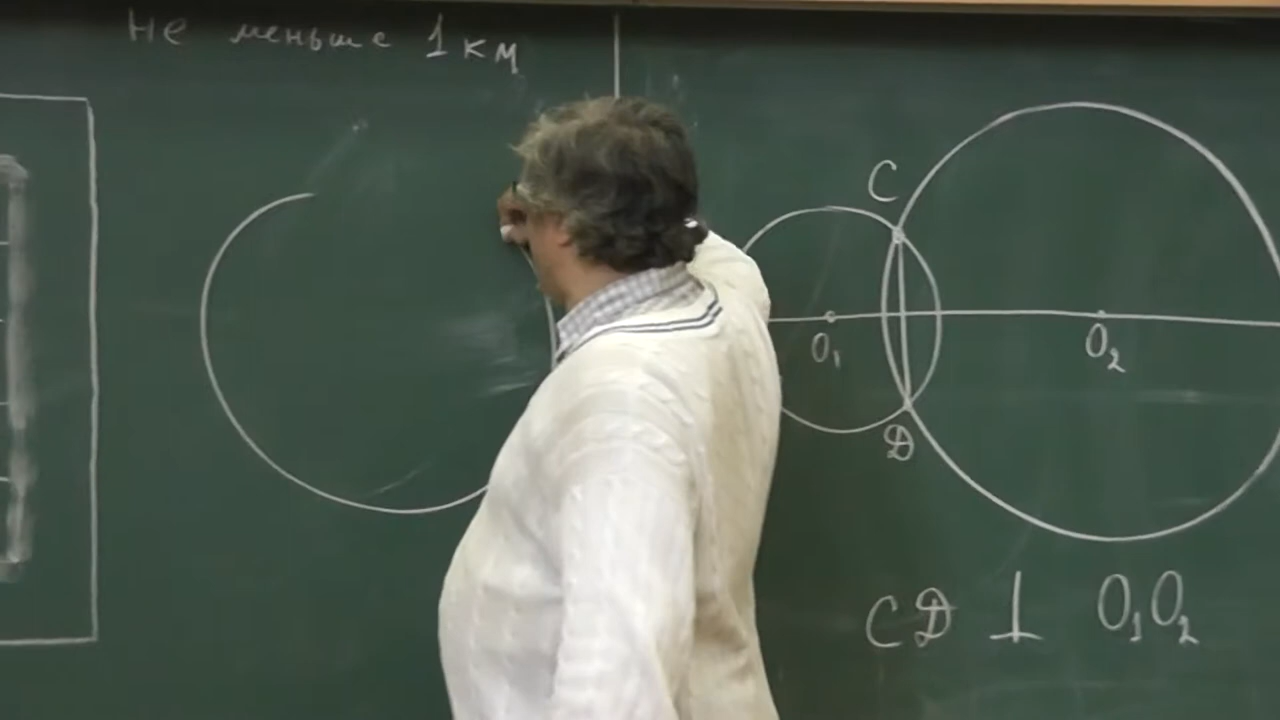 не меньше 1 км
C
O₁
O₂
D
CD ⊥ O₁O₂